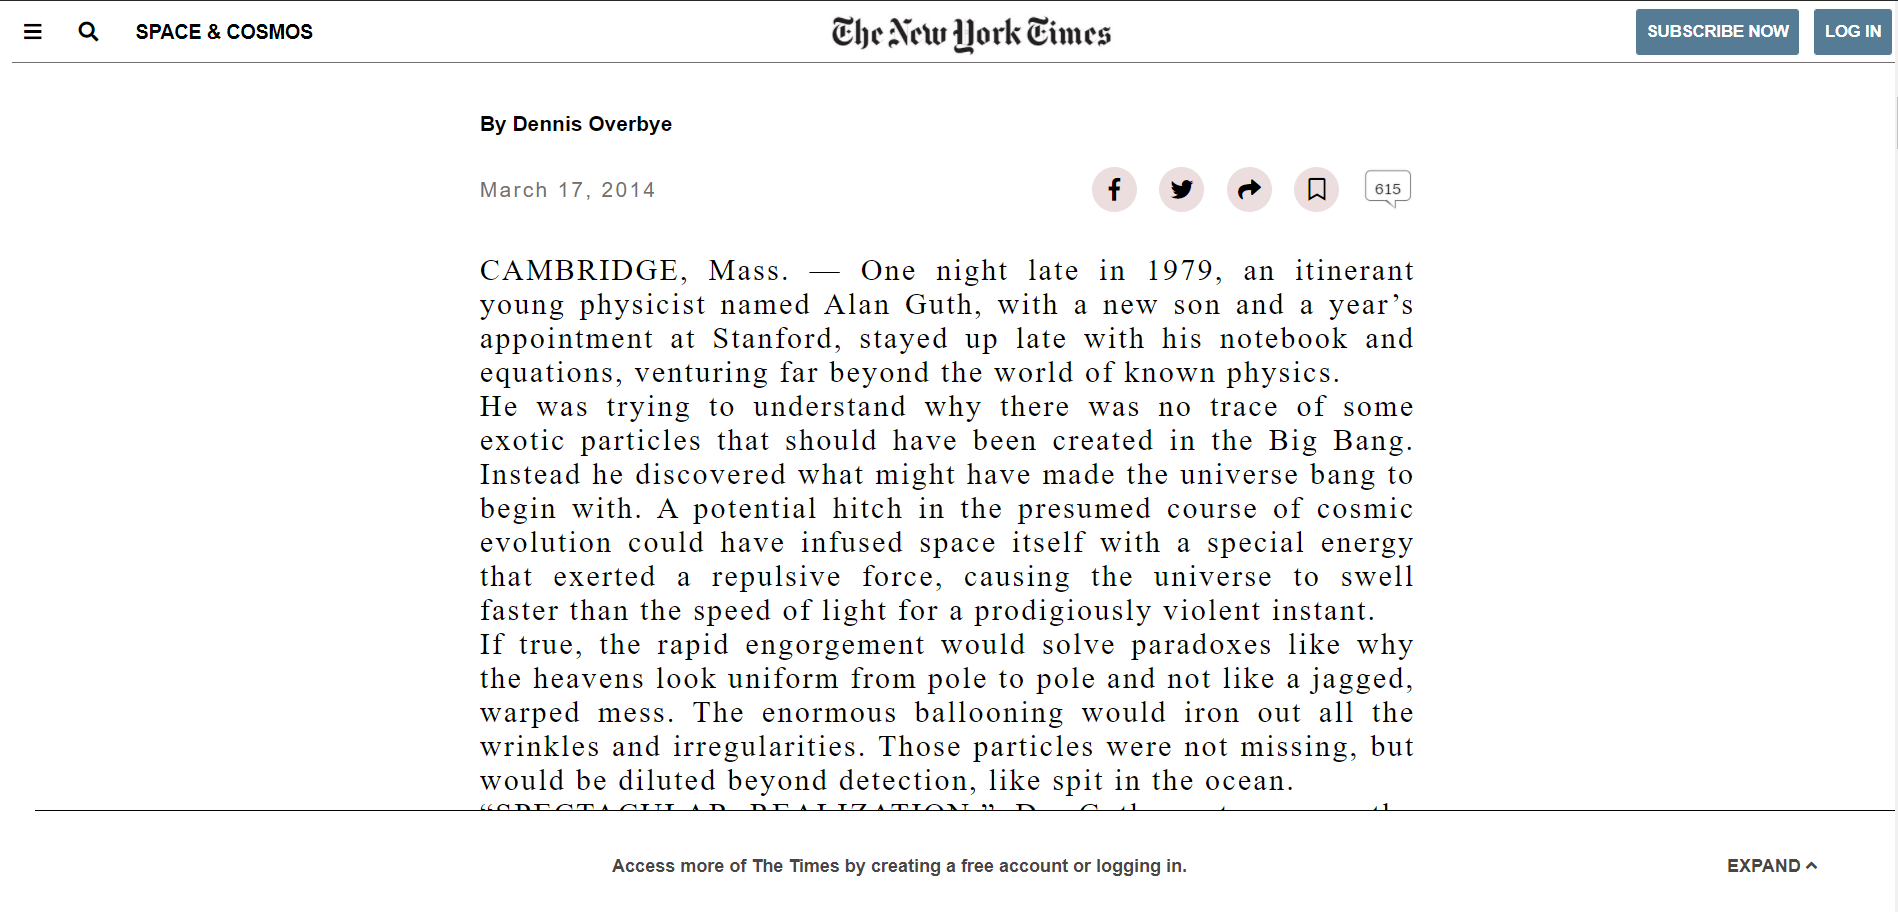 SPACE & COSMOS
The New York Times
SUBSCRIBE NOW
LOG IN
By Dennis Overbye
March 17, 2014
615
CAMBRIDGE, Mass. — One night late in 1979, an itinerant
young physicist named Alan Guth, with a new son and a year’s
appointment at Stanford, stayed up late with his notebook and
equations, venturing far beyond the world of known physics.
He was trying to understand why there was no trace of some
exotic particles that should have been created in the Big Bang.
Instead he discovered what might have made the universe bang to
begin with. A potential hitch in the presumed course of cosmic
evolution could have infused space itself with a special energy
that exerted a repulsive force, causing the universe to swell
faster than the speed of light for a prodigiously violent instant.
If true, the rapid engorgement would solve paradoxes like why
the heavens look uniform from pole to pole and not like a jagged,
warped mess. The enormous ballooning would iron out all the
wrinkles and irregularities. Those particles were not missing, but
would be diluted beyond detection, like spit in the ocean.
“SPECTACULAR REALIZATION,” Dr. Guth
Access more of The Times by creating a free account or logging in.
EXPAND